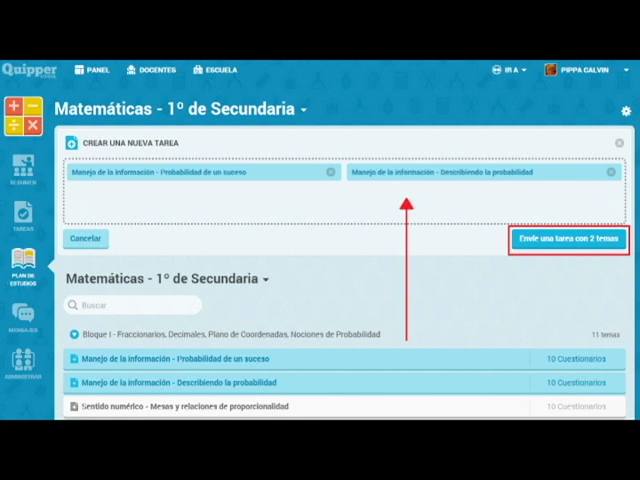 Quipper
SCHOOL
PANEL
DOCENTES
ESCUELA
IR A
PIPPA CALVIN
Matemáticas - 1º de Secundaria
CREAR UNA NUEVA TAREA
Manejo de la información - Probabilidad de un suceso
Manejo de la información - Describiendo la probabilidad
Cancelar
Envíe una tarea con 2 temas
RESUMEN
TAREAS
PLAN DE
ESTUDIOS
MENSAJES
ADMINISTRAR
Matemáticas - 1º de Secundaria
Buscar
Bloque I - Fraccionarios, Decimales, Plano de Coordenadas, Nociones de Probabilidad
11 temas
Manejo de la información - Probabilidad de un suceso
10 Cuestionarios
Manejo de la información - Describiendo la probabilidad
10 Cuestionarios
Sentido numérico - Mesas y relaciones de proporcionalidad
10 Cuestionarios